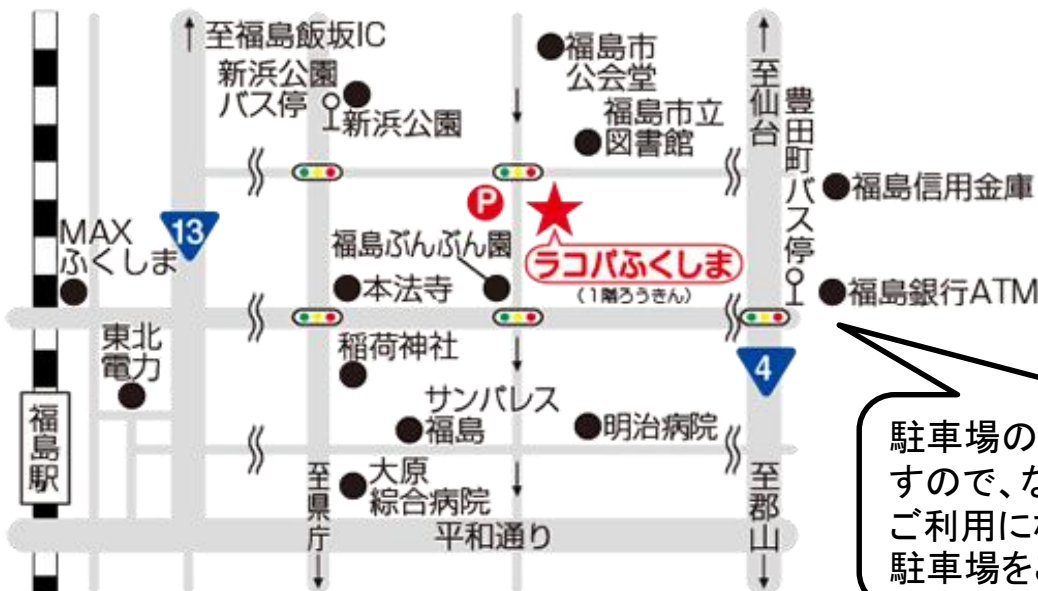 至福島飯坂IC
新浜公園
バス停
新浜公園
福島市
公会堂
福島市立
図書館
至仙台
豊田町バス停
福島信用金庫
P
13
MAX
ふくしま
福島ぶんぶん園
ラコパふくしま
(1階ろうきん)
本法寺
福島銀行ATM
東北
電力
稲荷神社
4
サンパレス
福島
明治病院
福島駅
大原
綜合病院
至県庁
平和通り
至郡山
駐車場の
すので、な
ご利用に
駐車場を